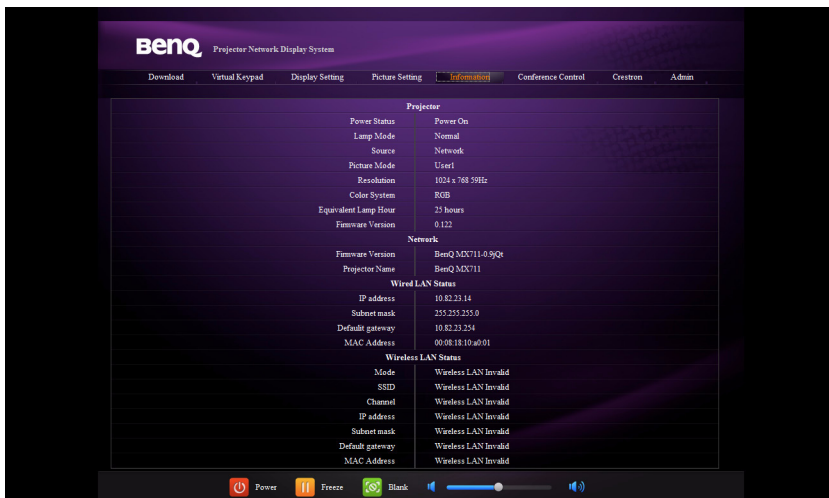 BenQ Projector Network Display System
Download Virtual Keypad Display Setting Picture Setting Information Conference Control Crestron Admin
Projector
Power Status Power On
Lamp Mode Normal
Source Network
Picture Mode User1
Resolution 1024 x 768 59Hz
Color System RGB
Equivalent Lamp Hour 25 hours
Firmware Version 0.122
Network
Firmware Version BenQ MX711-0.9jQt
Projector Name BenQ MX711
Wired LAN Status
IP address 10.82.23.14
Subnet mask 255.255.255.0
Defaulit gateway 10.82.23.254
MAC Address 00:08:18:10:a0:01
Wireless LAN Status
Mode Wireless LAN Invalid
SSID Wireless LAN Invalid
Channel Wireless LAN Invalid
IP address Wireless LAN Invalid
Subnet mask Wireless LAN Invalid
Default gateway Wireless LAN Invalid
MAC Address Wireless LAN Invalid
Power Freeze Blank